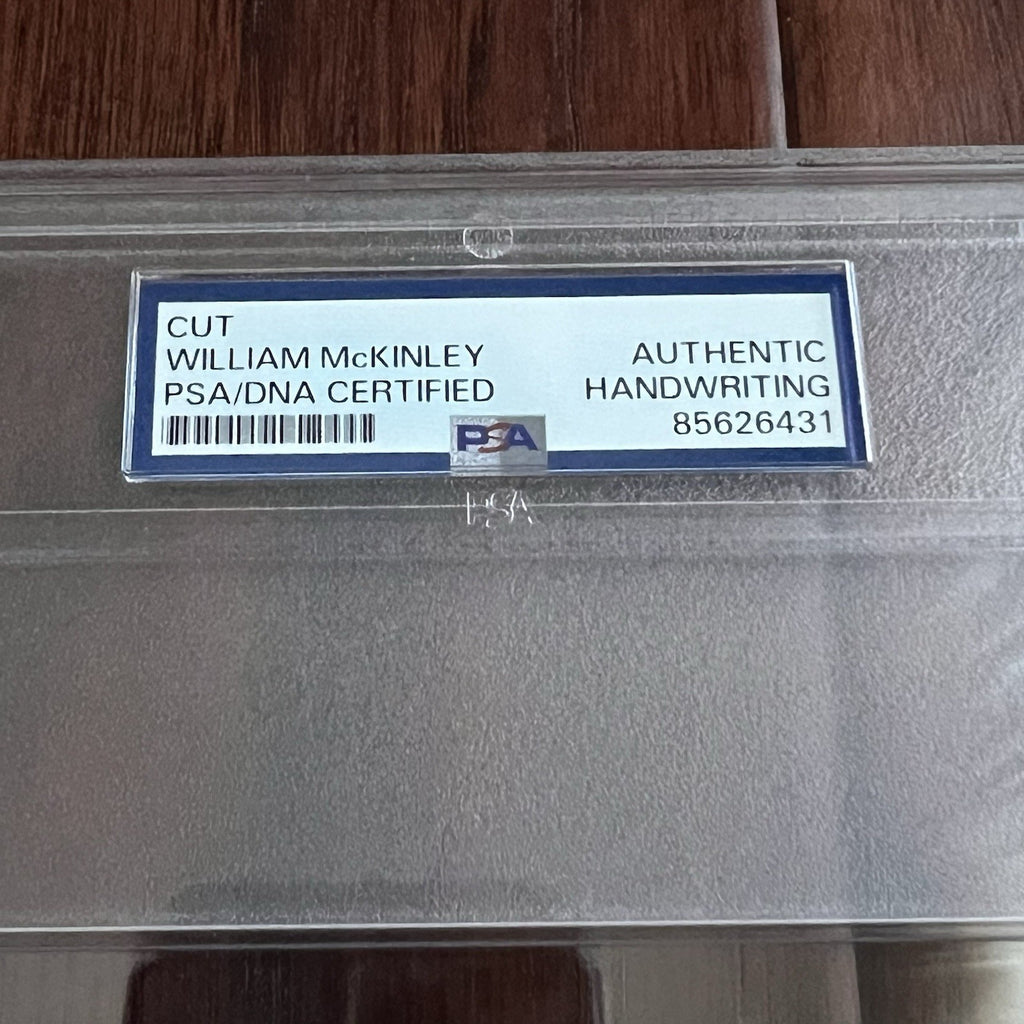 CUT
WILLIAM McKINLEY
PSA/DNA CERTIFIED
AUTHENTIC
HANDWRITING
85626431
PSA
PSA